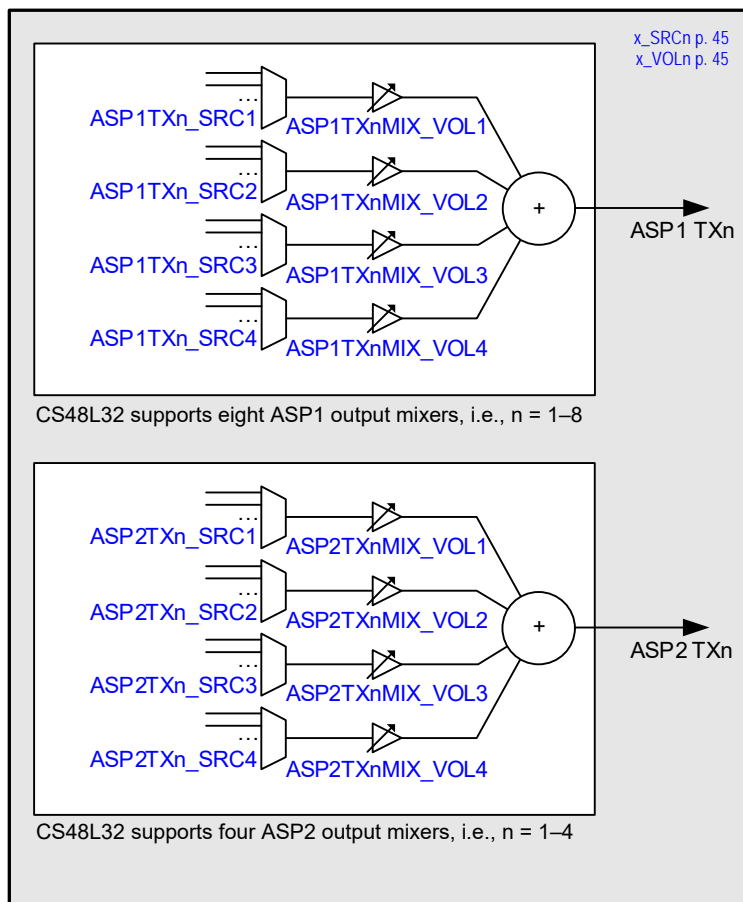 x_SRCn p. 45
x_VOLn p. 45
...
ASP1TXn_SRC1
ASP1TXnMIX_VOL1
...
ASP1TXn_SRC2
ASP1TXnMIX_VOL2
+
ASP1 TXn
...
ASP1TXn_SRC3
ASP1TXnMIX_VOL3
...
ASP1TXn_SRC4
ASP1TXnMIX_VOL4
CS48L32 supports eight ASP1 output mixers, i.e., n = 1–8
...
ASP2TXn_SRC1
ASP2TXnMIX_VOL1
...
ASP2TXn_SRC2
ASP2TXnMIX_VOL2
+
ASP2 TXn
...
ASP2TXn_SRC3
ASP2TXnMIX_VOL3
...
ASP2TXn_SRC4
ASP2TXnMIX_VOL4
CS48L32 supports four ASP2 output mixers, i.e., n = 1–4